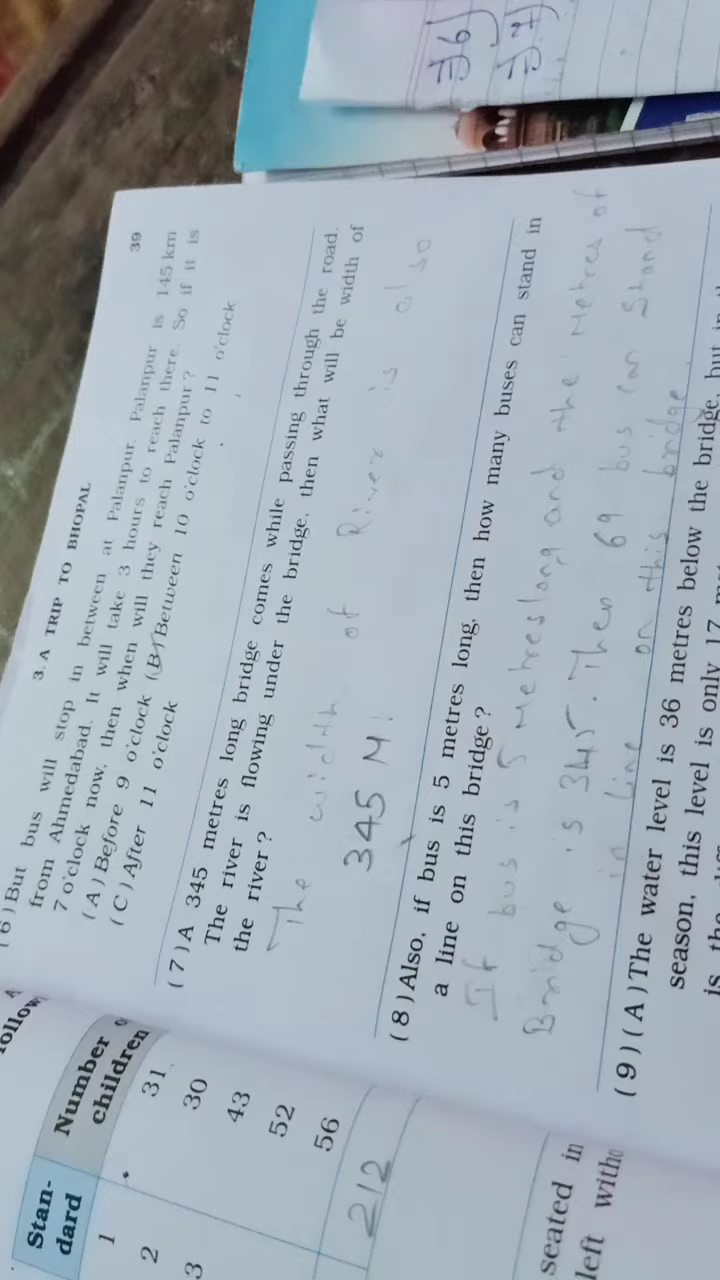 3. A TRIP TO BHOPAL
39
(6) But bus will stop in between at Palanpur. Palanpur is 145 km
from Ahmedabad. It will take 3 hours to reach there. So if it is
7 o'clock now, then when will they reach Palanpur?
(A) Before 9 o'clock (B) Between 10 o'clock to 11 o'clock
(C) After 11 o'clock
(7) A 345 metres long bridge comes while passing through the road.
The river is flowing under the bridge, then what will be width of
the river?
The width of River is also
345 M.
(8) Also, if bus is 5 metres long, then how many buses can stand in
a line on this bridge?
If bus is 5 Metres long and the Metres of
Bridge is 345. Then 69 bus can Stand
in line on this bridge.
(9) (A) The water level is 36 metres below the bridge, but in
season, this level is only 17
is the
Stan-
dard
Number
children
1 31
2 30
3 43
52
56
212
seated in
left